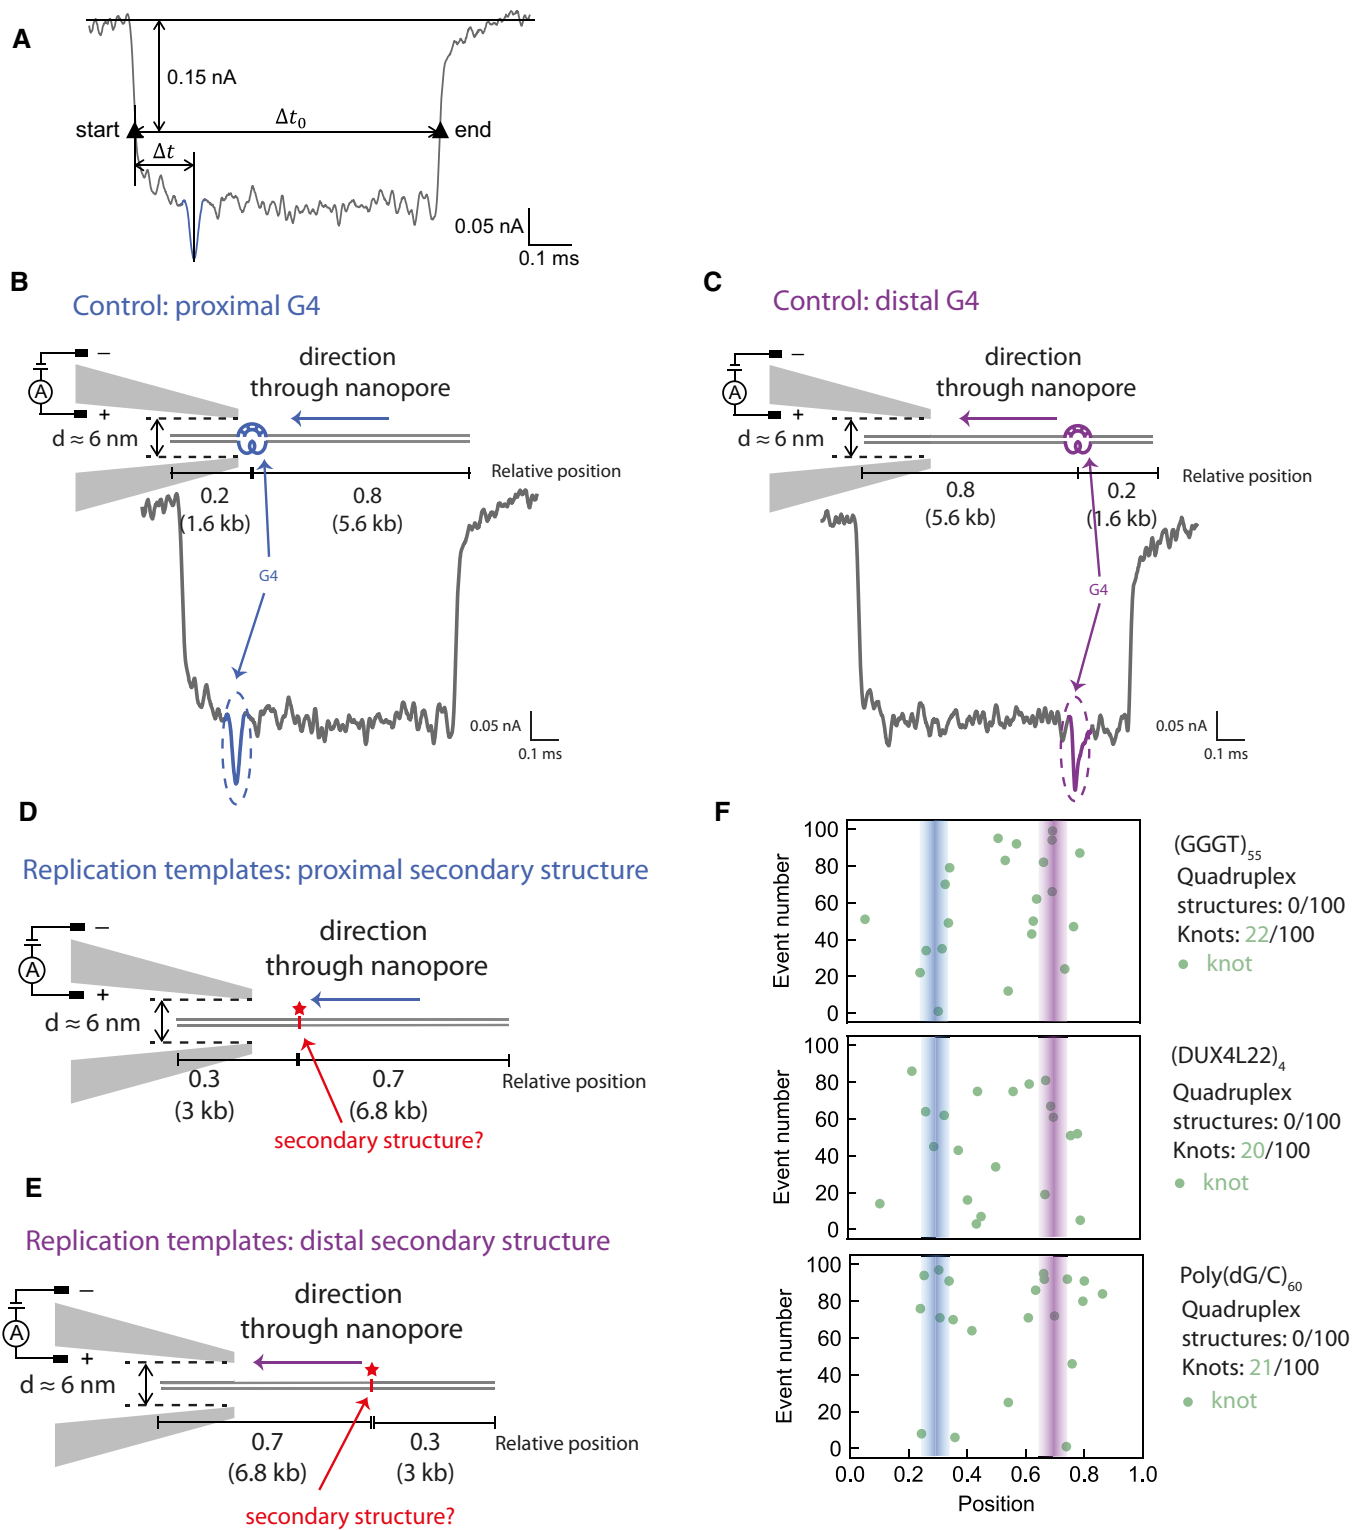 A
0.15 nA
start
Δt₀
end
Δt
0.05 nA
0.1 ms
B
Control: proximal G4
−
A
+
direction
through nanopore
d ≈ 6 nm
Relative position
0.2
(1.6 kb)
0.8
(5.6 kb)
G4
0.05 nA
0.1 ms
C
Control: distal G4
−
A
+
direction
through nanopore
d ≈ 6 nm
Relative position
0.8
(5.6 kb)
0.2
(1.6 kb)
G4
0.05 nA
0.1 ms
D
Replication templates: proximal secondary structure
−
A
+
direction
through nanopore
d ≈ 6 nm
0.3
(3 kb)
0.7
(6.8 kb)
Relative position
secondary structure?
E
Replication templates: distal secondary structure
−
A
+
direction
through nanopore
d ≈ 6 nm
0.7
(6.8 kb)
0.3
(3 kb)
Relative position
secondary structure?
F
Event number
100
80
60
40
20
0
(GGGT)₅₅
Quadruplex
structures: 0/100
Knots: 22/100
knot
Event number
100
80
60
40
20
0
(DUX4L22)₄
Quadruplex
structures: 0/100
Knots: 20/100
knot
Event number
100
80
60
40
20
0
Poly(dG/C)₆₀
Quadruplex
structures: 0/100
Knots: 21/100
knot
0.0 0.2 0.4 0.6 0.8 1.0
Position